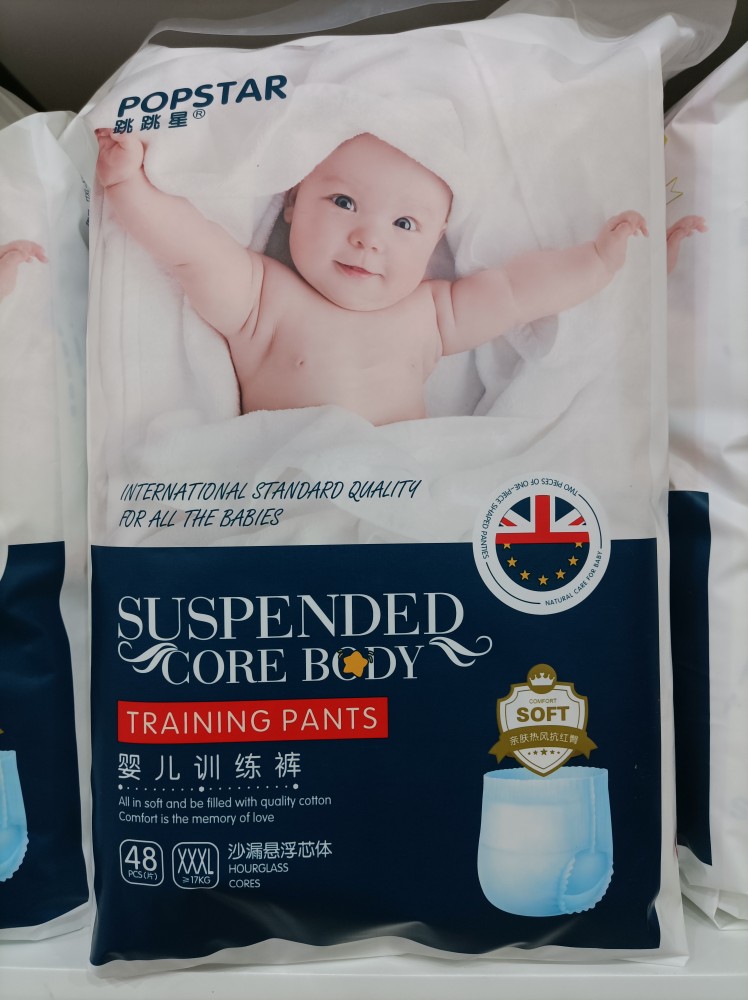 POPSTAR
跳跳星®
INTERNATIONAL STANDARD QUALITY
FOR ALL THE BABIES
TWO PIECES OF ONE-PIECE SHAPED PANTIES
NATURAL CARE FOR BABY
SUSPENDED
CORE BODY
TRAINING PANTS
婴儿训练裤
All in soft and be filled with quality cotton
Comfort is the memory of love
COMFORT
SOFT
亲肤热风抗红臀
48
PCS(片)
XXXL
≥17KG
沙漏悬浮芯体
HOURGLASS
CORES